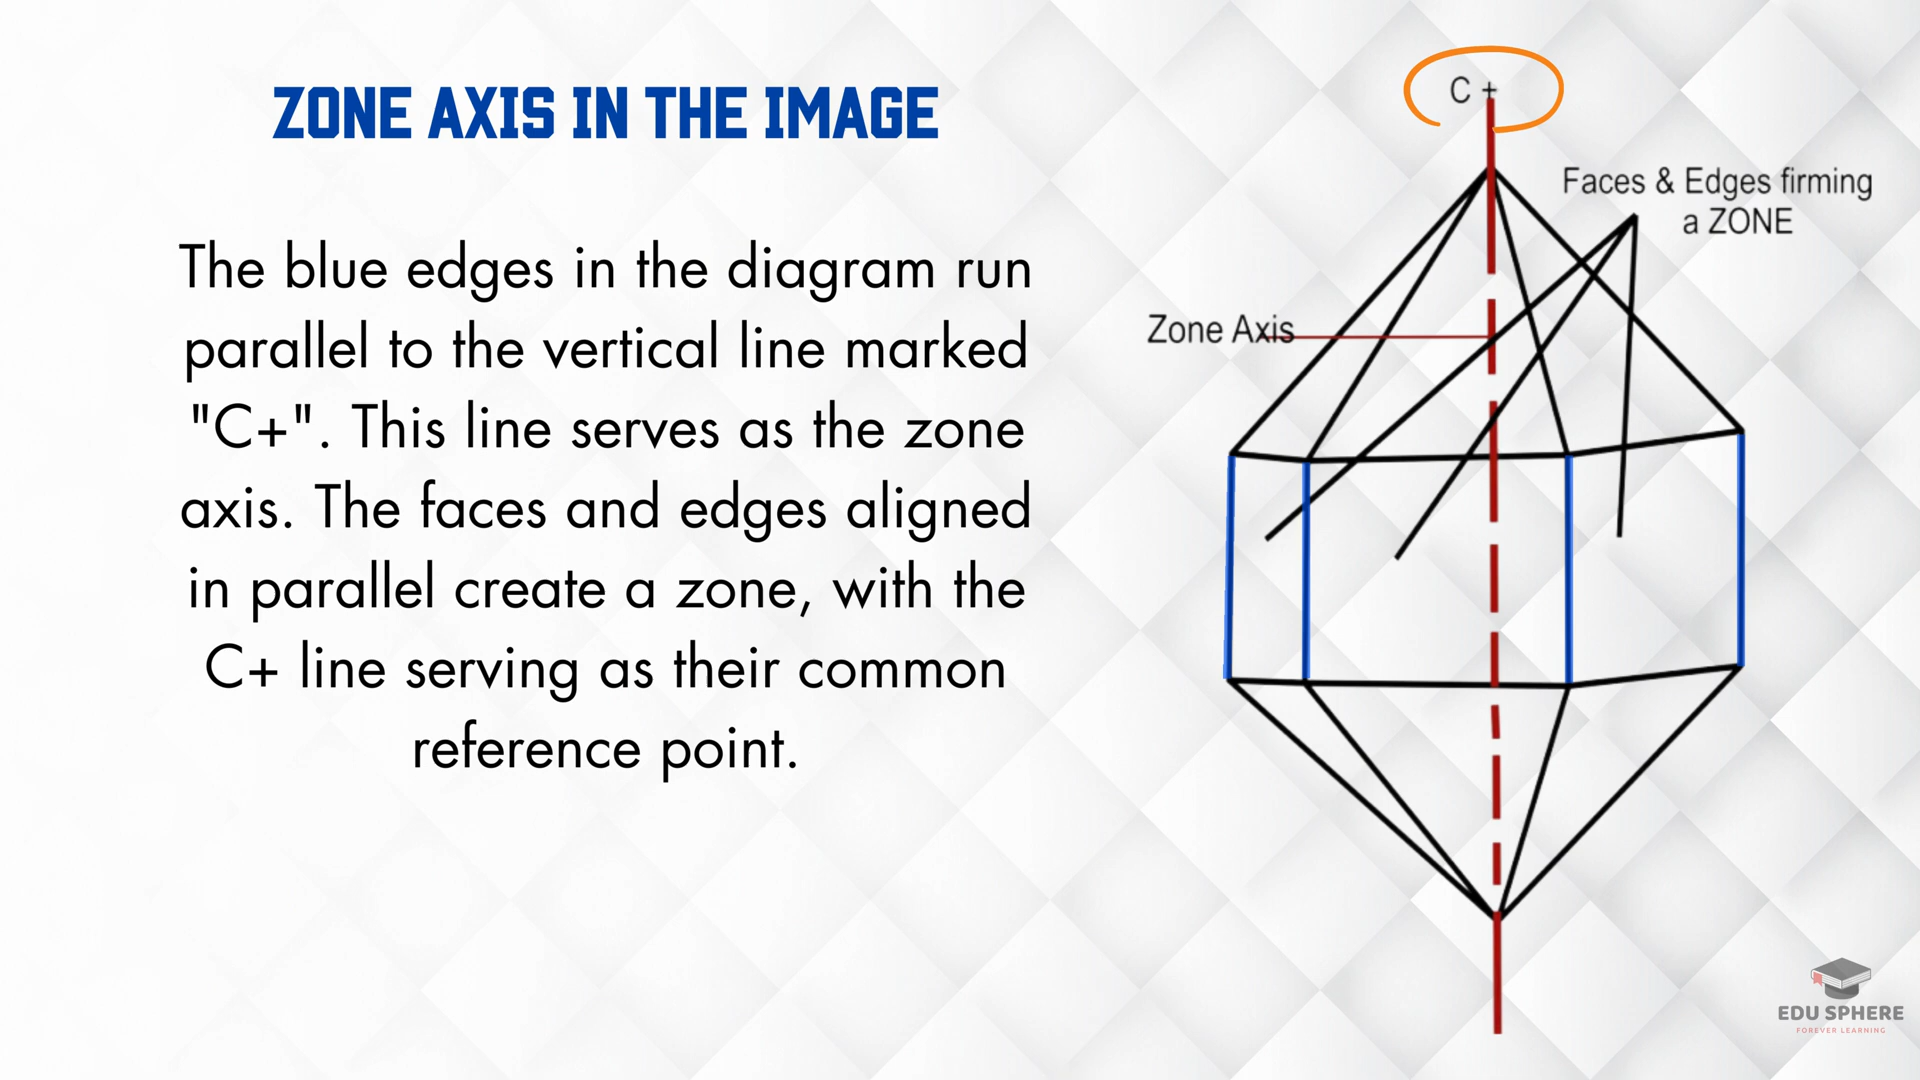 ZONE AXIS IN THE IMAGE
The blue edges in the diagram run
parallel to the vertical line marked
"C+". This line serves as the zone
axis. The faces and edges aligned
in parallel create a zone, with the
C+ line serving as their common
reference point.
C +
Faces & Edges firming
a ZONE
Zone Axis
EDU SPHERE
FOREVER LEARNING